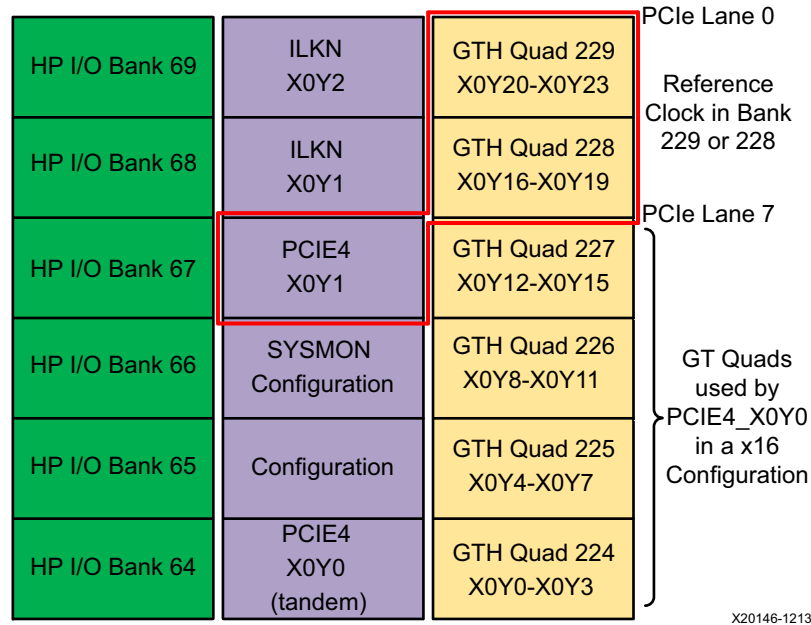 PCIe Lane 0
HP I/O Bank 69
ILKN
X0Y2
GTH Quad 229
X0Y20-X0Y23
Reference
Clock in Bank
229 or 228
HP I/O Bank 68
ILKN
X0Y1
GTH Quad 228
X0Y16-X0Y19
PCIe Lane 7
HP I/O Bank 67
PCIE4
X0Y1
GTH Quad 227
X0Y12-X0Y15
HP I/O Bank 66
SYSMON
Configuration
GTH Quad 226
X0Y8-X0Y11
GT Quads
used by
PCIE4_X0Y0
in a x16
Configuration
HP I/O Bank 65
Configuration
GTH Quad 225
X0Y4-X0Y7
HP I/O Bank 64
PCIE4
X0Y0
(tandem)
GTH Quad 224
X0Y0-X0Y3
X20146-1213